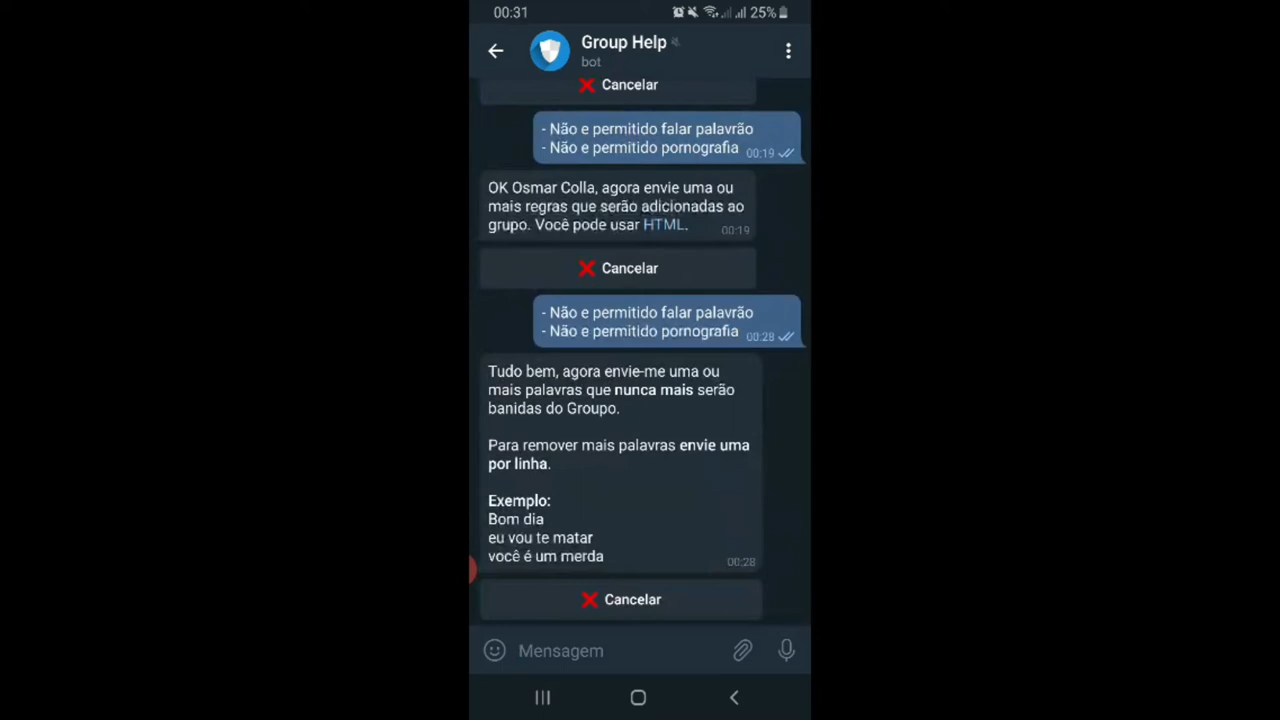 00:31
25%
Group Help
bot
Cancelar
- Não e permitido falar palavrão
- Não e permitido pornografia 00:19
OK Osmar Colla, agora envie uma ou
mais regras que serão adicionadas ao
grupo. Você pode usar HTML.
00:19
Cancelar
- Não e permitido falar palavrão
- Não e permitido pornografia 00:28
Tudo bem, agora envie-me uma ou
mais palavras que nunca mais serão
banidas do Groupo.
Para remover mais palavras envie uma
por linha.
Exemplo:
Bom dia
eu vou te matar
você é um merda
00:28
Cancelar
Mensagem